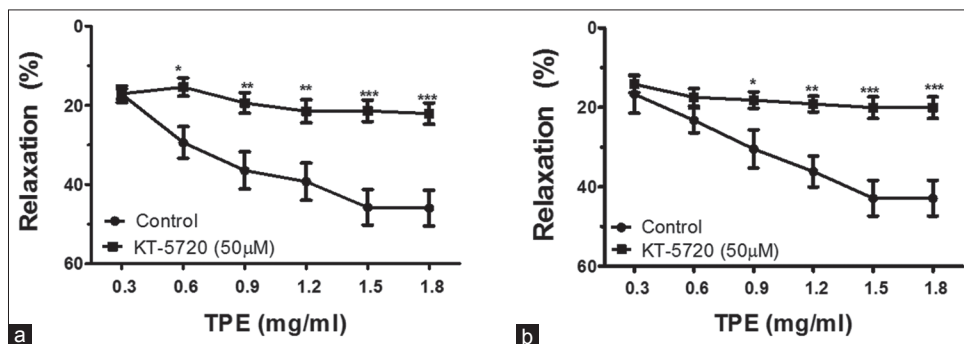 0
20
40
60
Relaxation (%)
* ** ** *** ***
Control
KT-5720 (50μM)
0.3 0.6 0.9 1.2 1.5 1.8
TPE (mg/ml)
a
0
20
40
60
Relaxation (%)
* ** *** ***
Control
KT-5720 (50μM)
0.3 0.6 0.9 1.2 1.5 1.8
TPE (mg/ml)
b